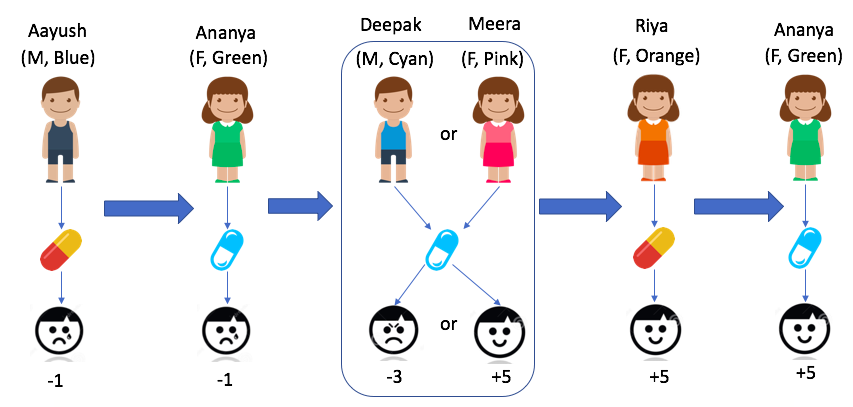 Aayush
(M, Blue)
Ananya
(F, Green)
Deepak
(M, Cyan)
Meera
(F, Pink)
Riya
(F, Orange)
Ananya
(F, Green)
or
or
-1
-1
-3
+5
+5
+5